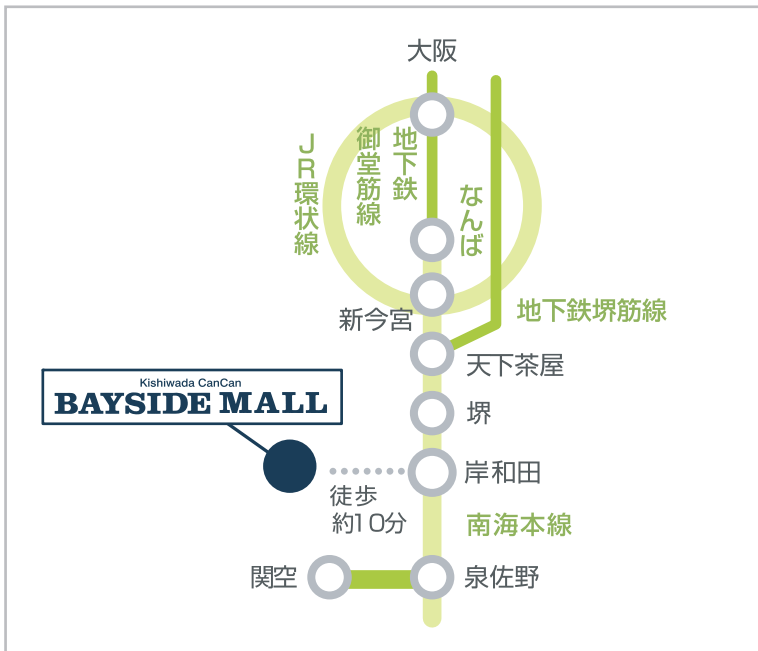 大阪
JR環状線
地下鉄
御堂筋線
なんば
新今宮
地下鉄堺筋線
天下茶屋
Kishiwada CanCan
BAYSIDE MALL
堺
岸和田
徒歩
約10分
南海本線
関空
泉佐野